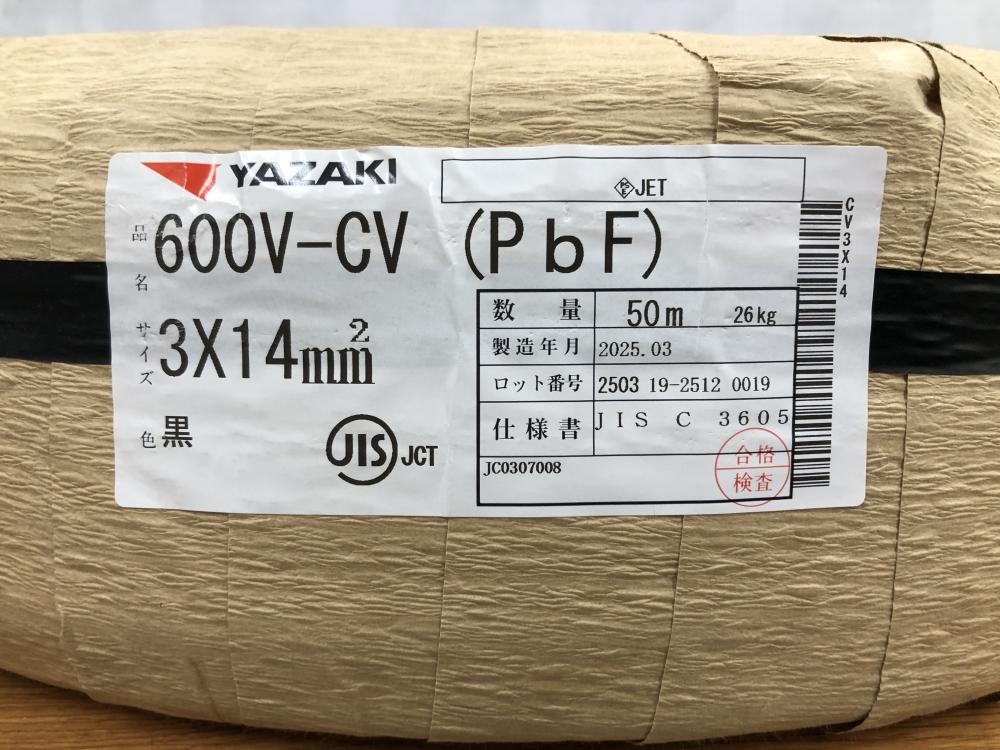 YAZAKI
PSE JET
品名 600V-CV (PbF)
サイズ 3X14mm²
色 黒
JIS JCT
数量 50m 26kg
製造年月 2025.03
ロット番号 2503 19-2512 0019
仕様書 JIS C 3605
JC0307008
合格
検査
CV3X14